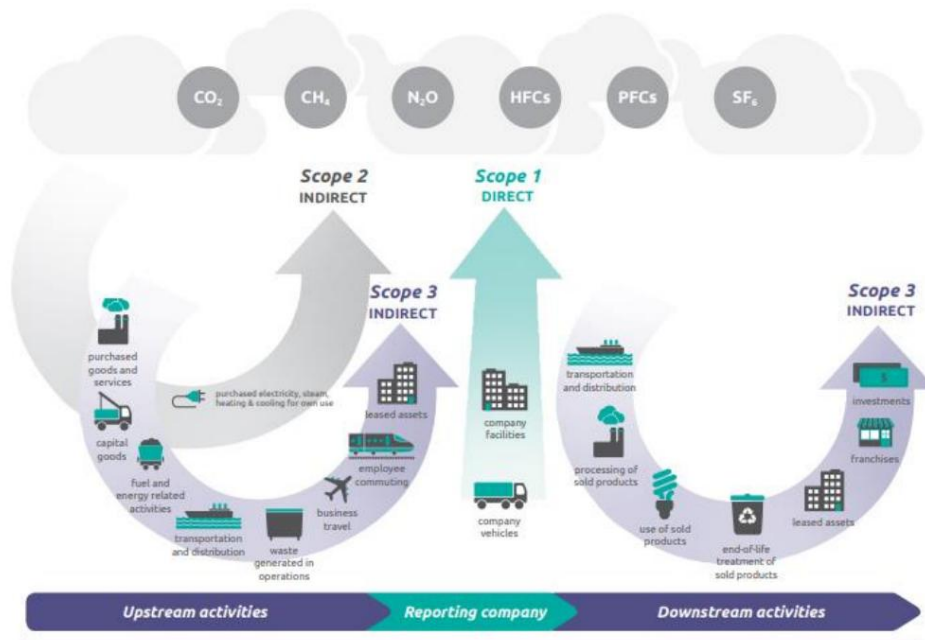 CO₂
CH₄
N₂O
HFCs
PFCs
SF₆
Scope 2
INDIRECT
Scope 1
DIRECT
Scope 3
INDIRECT
Scope 3
INDIRECT
purchased
goods and
services
capital
goods
fuel and
energy related
activities
transportation
and distribution
waste
generated in
operations
business
travel
employee
commuting
leased assets
purchased electricity, steam,
heating & cooling for own use
company
facilities
company
vehicles
transportation
and distribution
processing of
sold products
use of sold
products
end-of-life
treatment of
sold products
leased assets
franchises
investments
$
Upstream activities
Reporting company
Downstream activities